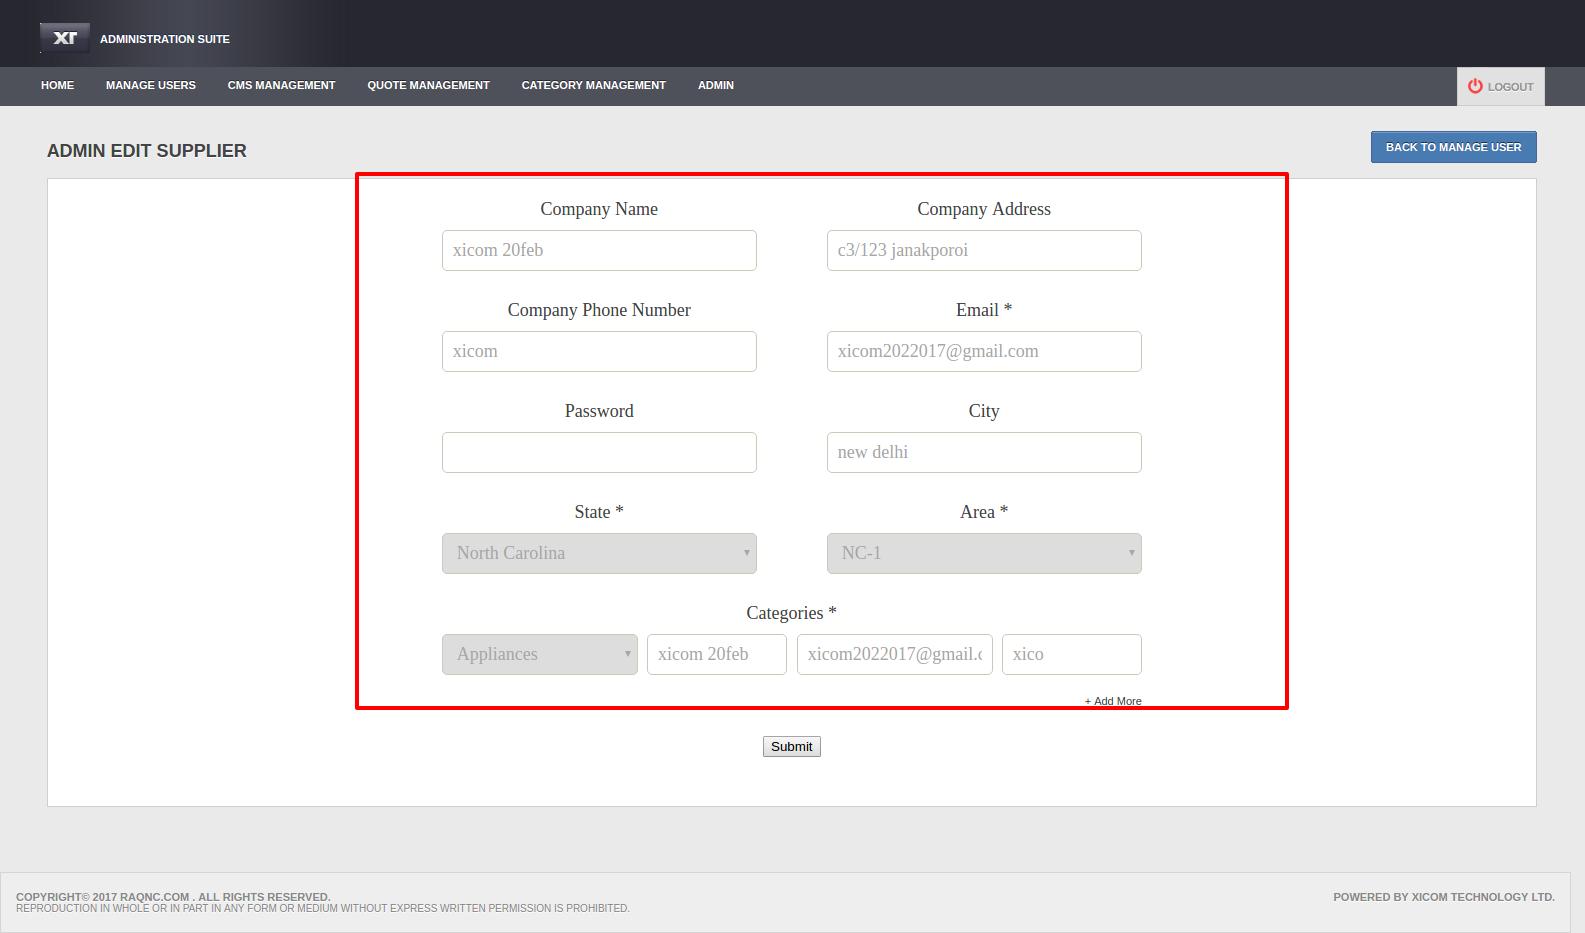 XT ADMINISTRATION SUITE
HOME MANAGE USERS CMS MANAGEMENT QUOTE MANAGEMENT CATEGORY MANAGEMENT ADMIN LOGOUT
ADMIN EDIT SUPPLIER BACK TO MANAGE USER
Company Name Company Address
xicom 20feb c3/123 janakporoi
Company Phone Number Email *
xicom xicom2022017@gmail.com
Password City
new delhi
State * Area *
North Carolina NC-1
Categories *
Appliances xicom 20feb xicom2022017@gmail.c xico
+ Add More
Submit
COPYRIGHT© 2017 RAQNC.COM . ALL RIGHTS RESERVED. POWERED BY XICOM TECHNOLOGY LTD.
REPRODUCTION IN WHOLE OR IN PART IN ANY FORM OR MEDIUM WITHOUT EXPRESS WRITTEN PERMISSION IS PROHIBITED.